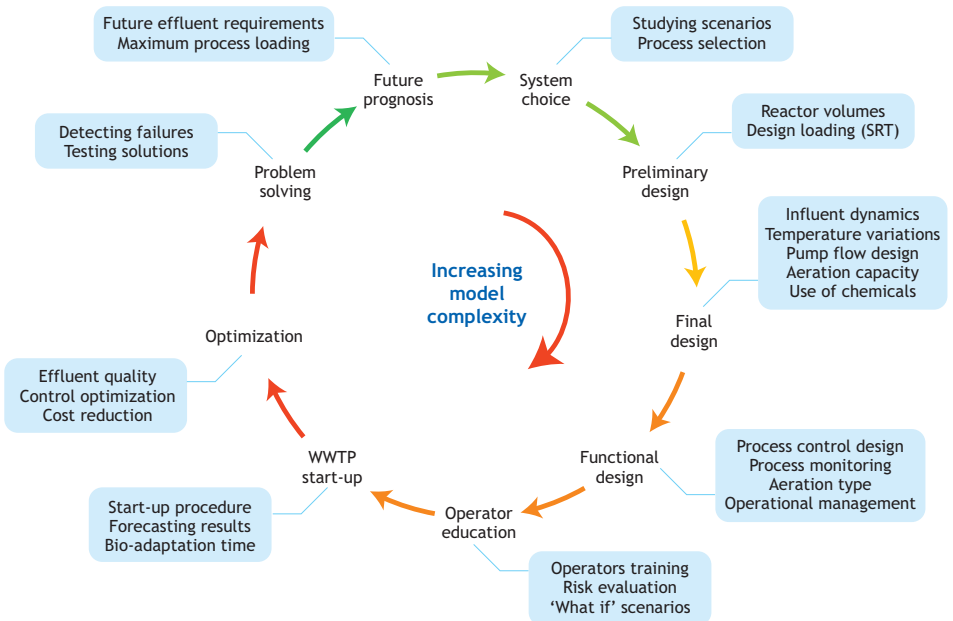 Future effluent requirements
Maximum process loading
Future
prognosis
Studying scenarios
Process selection
System
choice
Reactor volumes
Design loading (SRT)
Preliminary
design
Influent dynamics
Temperature variations
Pump flow design
Aeration capacity
Use of chemicals
Final
design
Process control design
Process monitoring
Aeration type
Operational management
Functional
design
Operators training
Risk evaluation
‘What if’ scenarios
Operator
education
Start-up procedure
Forecasting results
Bio-adaptation time
WWTP
start-up
Effluent quality
Control optimization
Cost reduction
Optimization
Detecting failures
Testing solutions
Problem
solving
Increasing
model
complexity